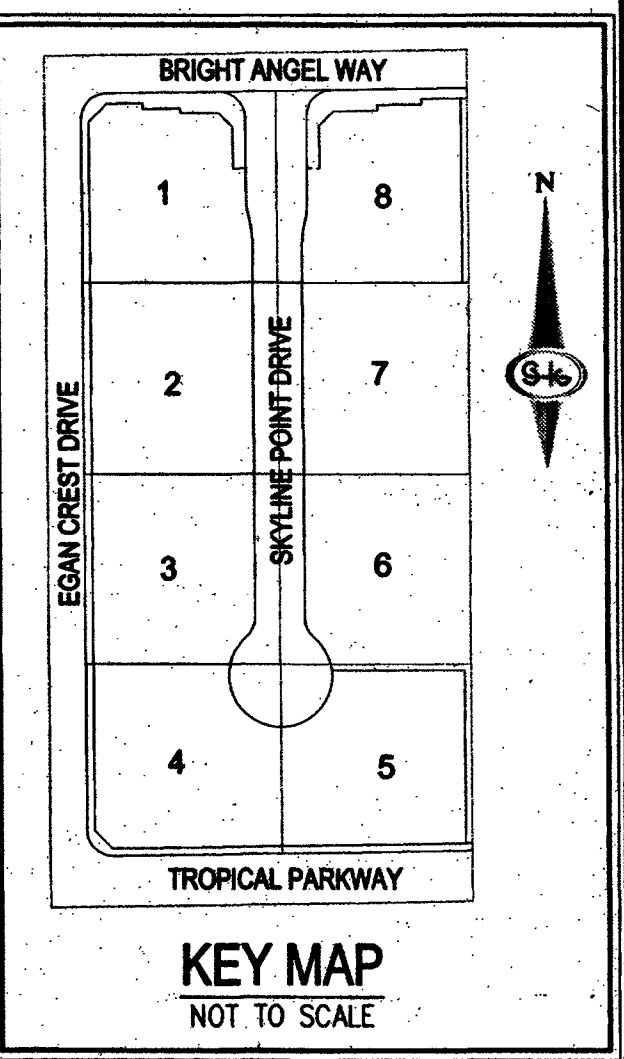 BRIGHT ANGEL WAY
1
8
N
SKYLINE POINT DRIVE
2
7
EGAN CREST DRIVE
3
6
4
5
TROPICAL PARKWAY
KEY MAP
NOT TO SCALE